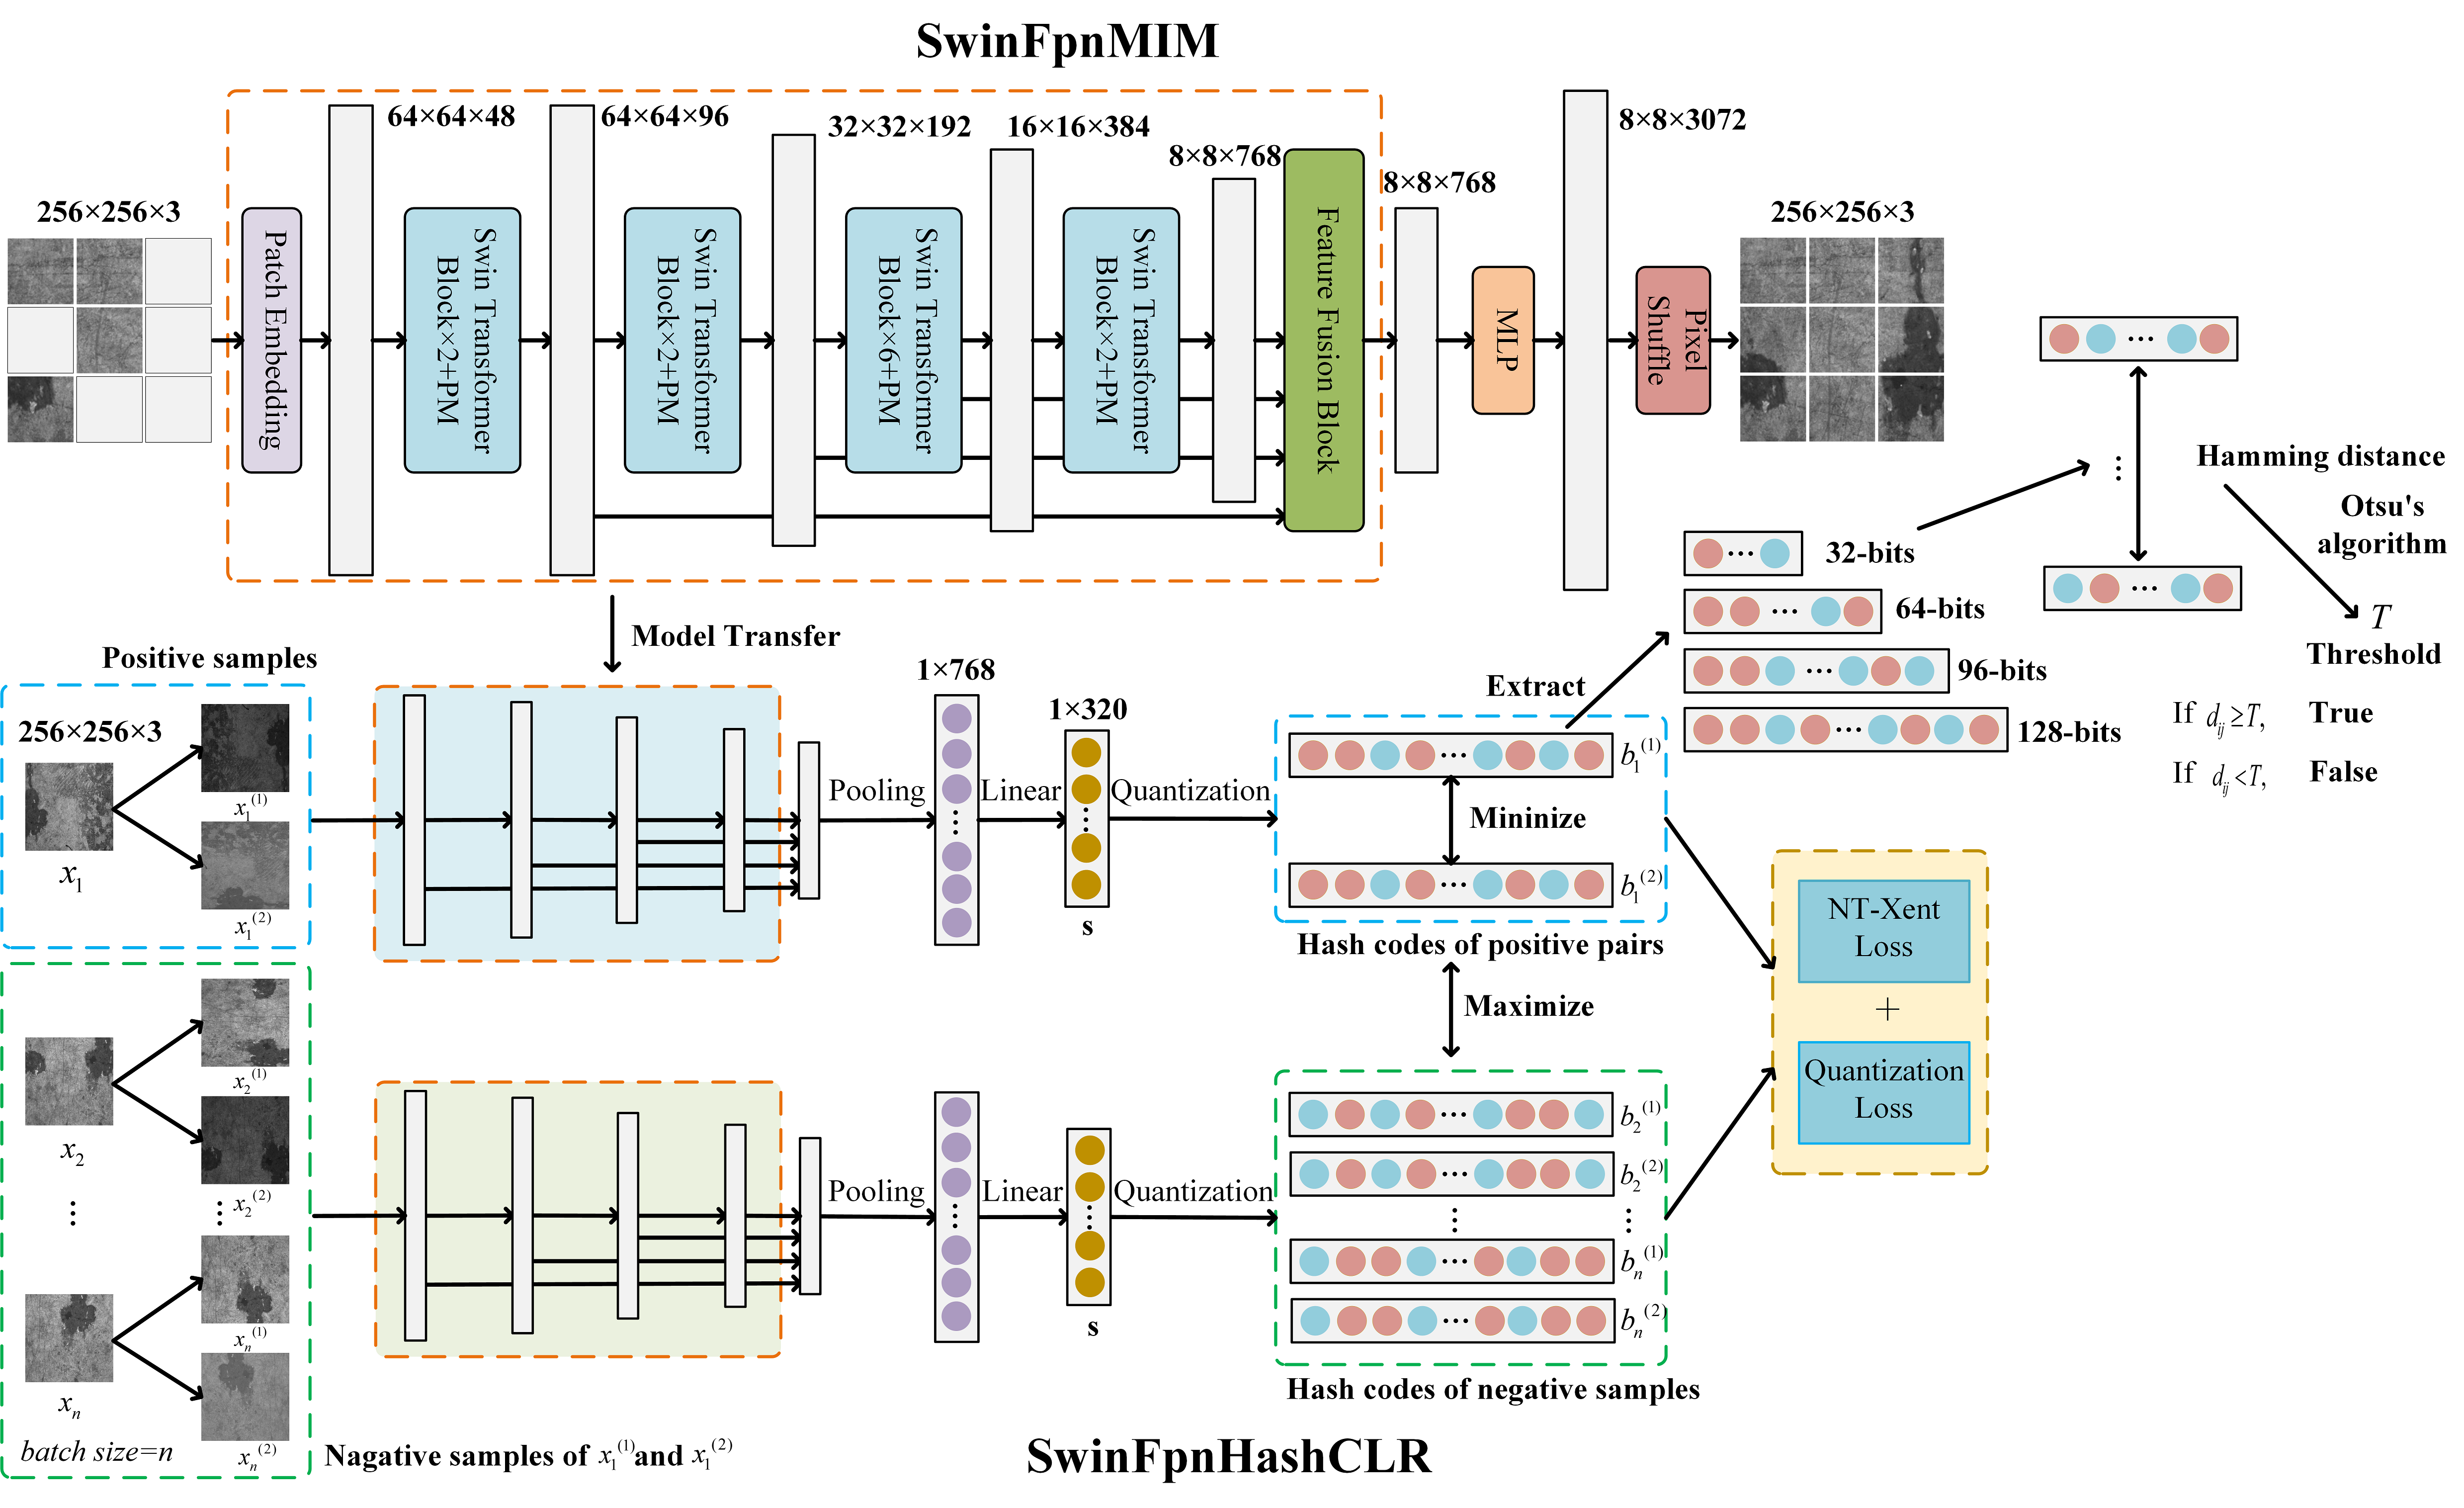 SwinFpnMIM
64×64×48
64×64×96
32×32×192
16×16×384
8×8×768
8×8×768
8×8×3072
256×256×3
256×256×3
Patch Embedding
Swin Transformer
Block×2+PM
Swin Transformer
Block×2+PM
Swin Transformer
Block×6+PM
Swin Transformer
Block×2+PM
Feature Fusion Block
MLP
Pixel
Shuffle
...
Hamming distance
Otsu's
algorithm
...
T
Threshold
If d_ij ≥T, True
If d_ij <T, False
32-bits
64-bits
96-bits
128-bits
Extract
Model Transfer
Positive samples
256×256×3
x_1
x_1^(1)
x_1^(2)
Pooling
1×768
Linear
1×320
s
Quantization
b_1^(1)
Mininize
b_1^(2)
Hash codes of positive pairs
Maximize
NT-Xent
Loss
+
Quantization
Loss
x_2
x_2^(1)
x_2^(2)
x_n
x_n^(1)
x_n^(2)
batch size=n
Nagative samples of x_1^(1) and x_1^(2)
Pooling
Linear
s
Quantization
b_2^(1)
b_2^(2)
b_n^(1)
b_n^(2)
Hash codes of negative samples
SwinFpnHashCLR